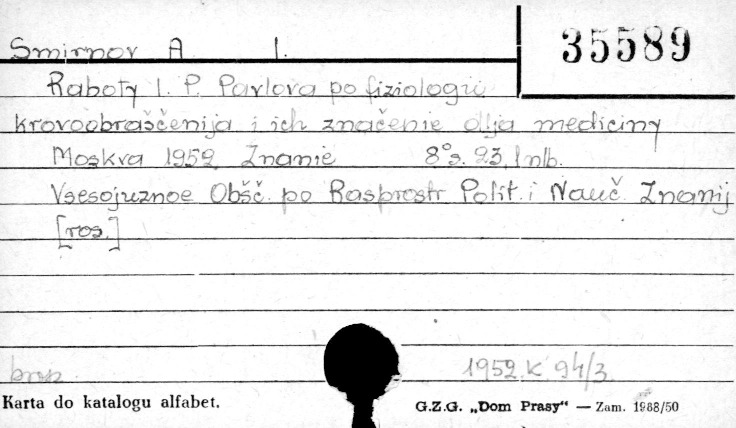 Smirnov A I.
35589
Raboty I. P. Pavlova po fiziologii
krovoobraščenija i ich značenie dlja mediciny
Moskva 1952 Znanie 8° s. 23, 1 nlb.
Vsesojuznoe Obšč. po Rasprostr Polit. i Nauč. Znanij
[ros.]
1952 K 94/3
Karta do katalogu alfabet.
G.Z.G. „Dom Prasy“ — Zam. 1988/50